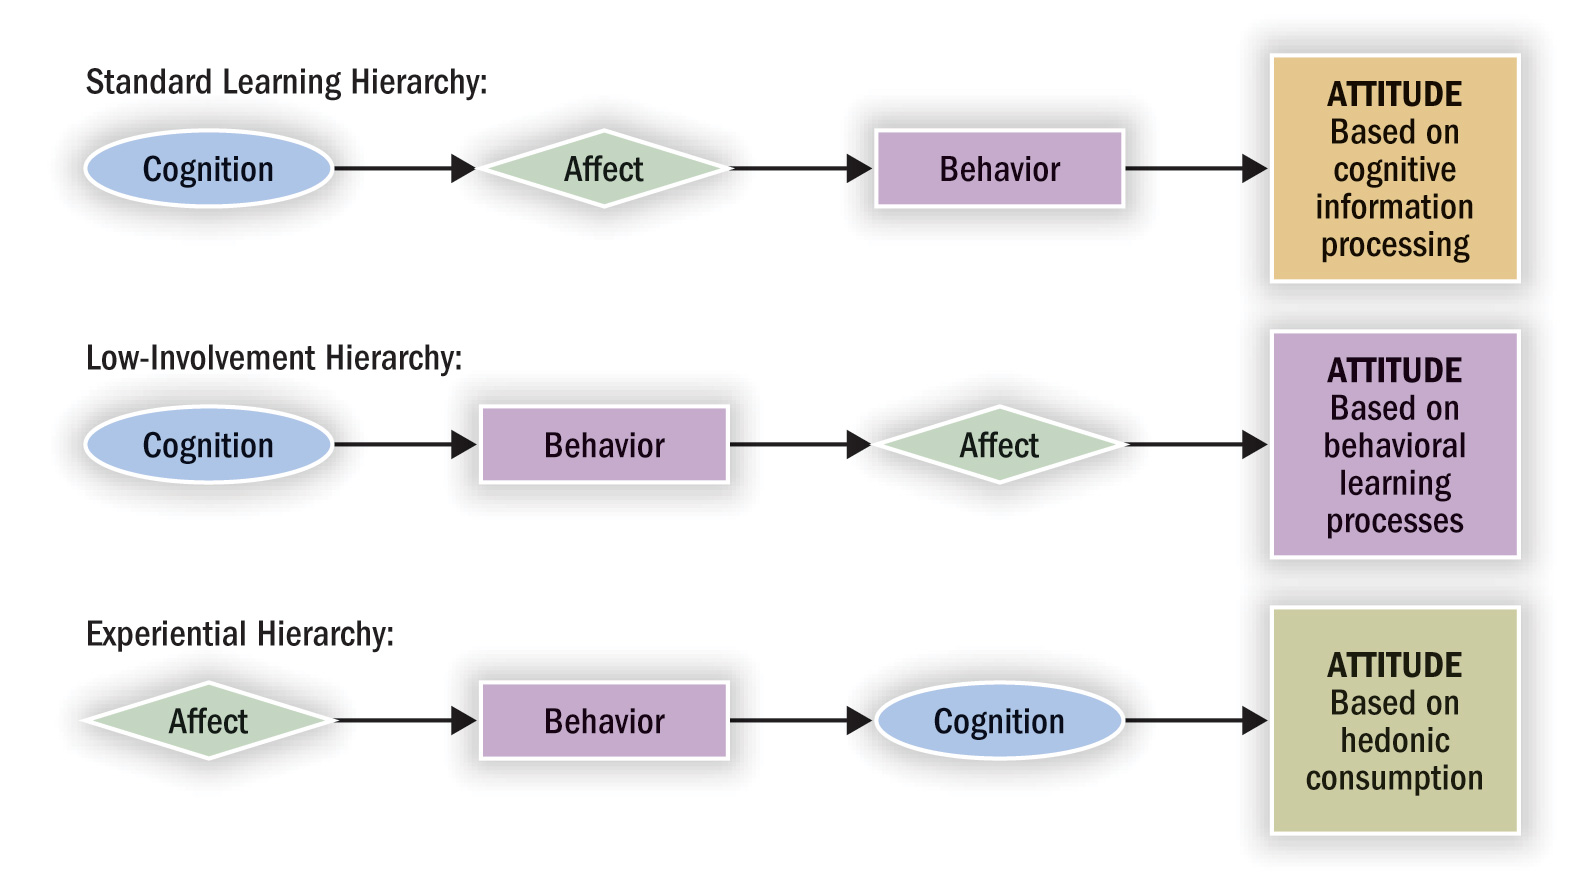 Standard Learning Hierarchy:
Cognition
Affect
Behavior
ATTITUDE
Based on
cognitive
information
processing
Low-Involvement Hierarchy:
Cognition
Behavior
Affect
ATTITUDE
Based on
behavioral
learning
processes
Experiential Hierarchy:
Affect
Behavior
Cognition
ATTITUDE
Based on
hedonic
consumption